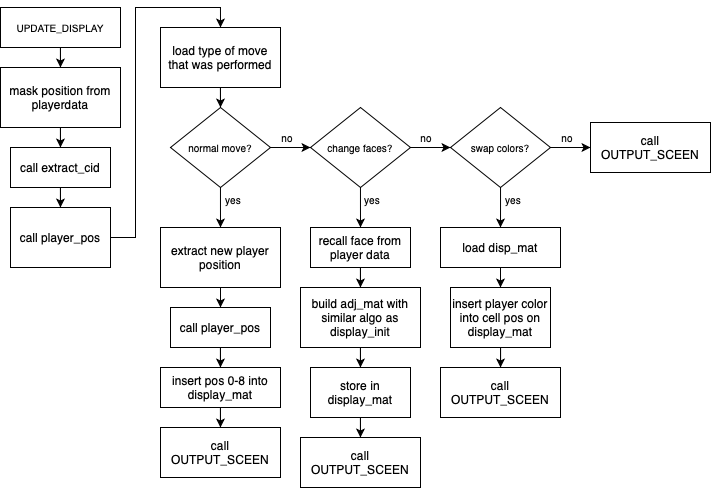 UPDATE_DISPLAY
mask position from
playerdata
call extract_cid
call player_pos
load type of move
that was performed
normal move?
no
change faces?
no
swap colors?
no
call
OUTPUT_SCEEN
yes
extract new player
position
call player_pos
insert pos 0-8 into
display_mat
call
OUTPUT_SCEEN
yes
recall face from
player data
build adj_mat with
similar algo as
display_init
store in
display_mat
call
OUTPUT_SCEEN
yes
load disp_mat
insert player color
into cell pos on
display_mat
call
OUTPUT_SCEEN